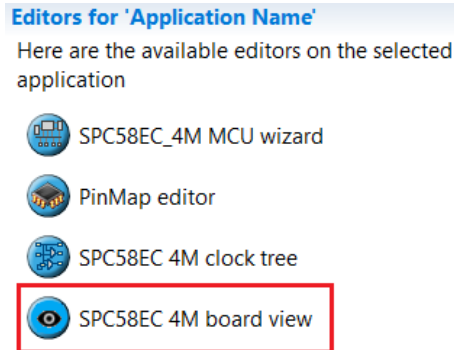 Editors for 'Application Name'
Here are the available editors on the selected
application
SPC58EC_4M MCU wizard
PinMap editor
SPC58EC 4M clock tree
SPC58EC 4M board view